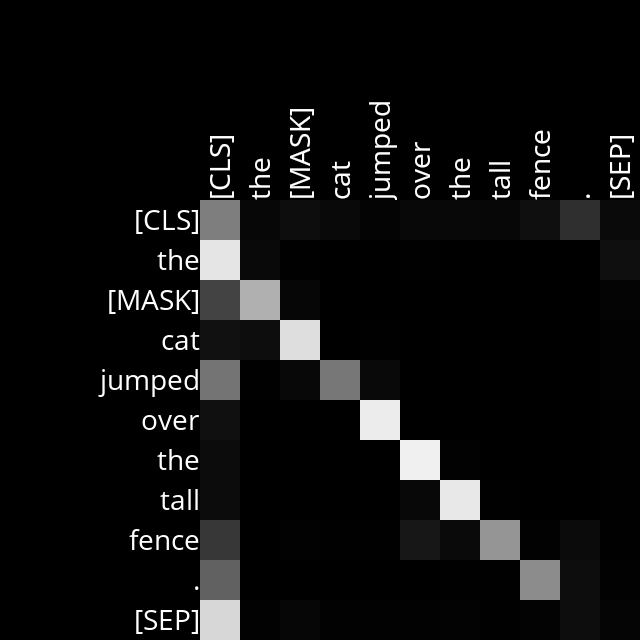 [CLS] the [MASK] cat jumped over the tall fence . [SEP]
[CLS]
the
[MASK]
cat
jumped
over
the
tall
fence
.
[SEP]